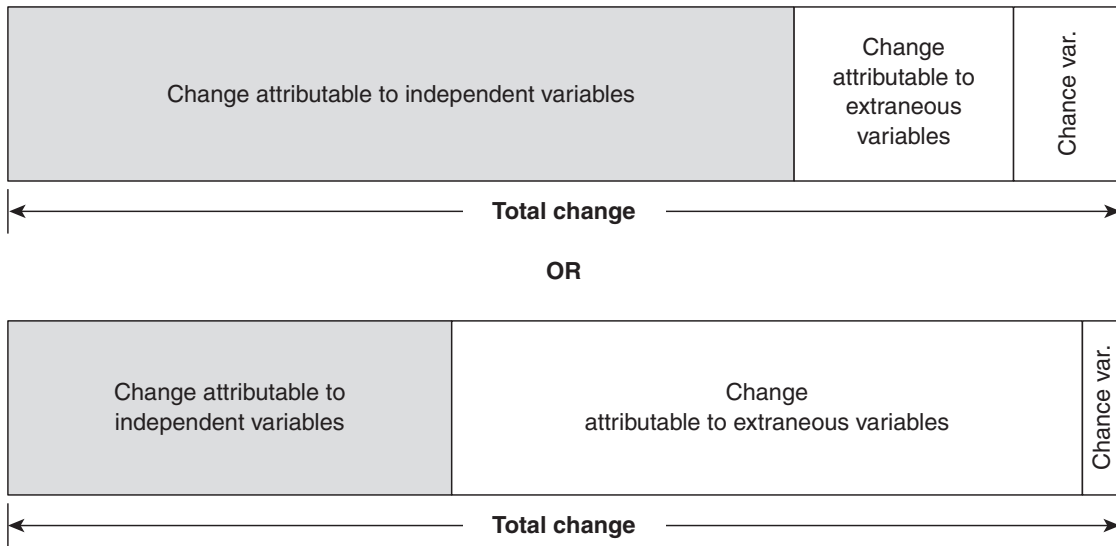 Change attributable to independent variables
Change
attributable to
extraneous
variables
Chance var.
Total change
OR
Change attributable to
independent variables
Change
attributable to extraneous variables
Chance var.
Total change